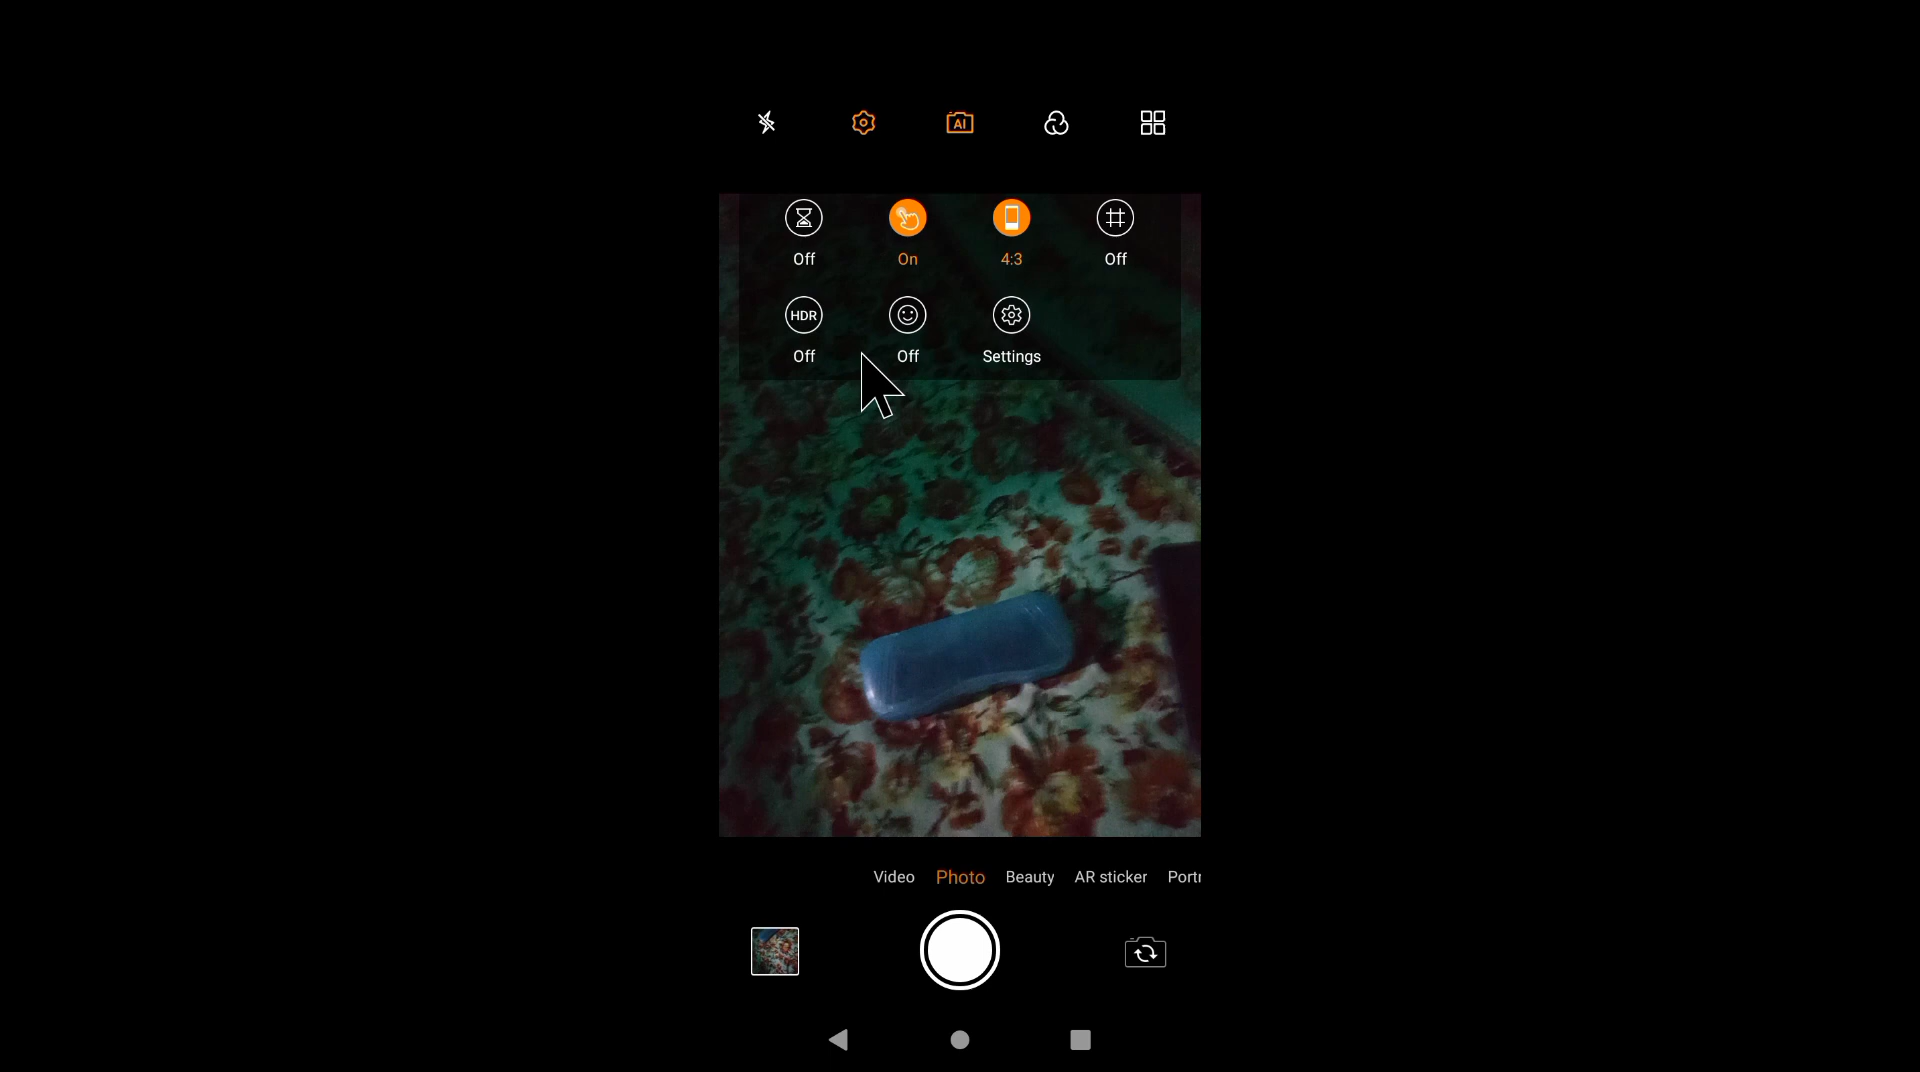 AI
Off On 4:3 Off
HDR
Off Off Settings
Video Photo Beauty AR sticker Portr